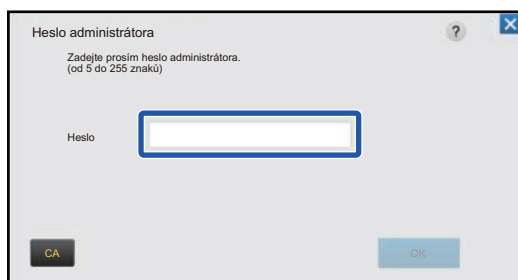 Heslo administrátora
?
Zadejte prosím heslo administrátora.
(od 5 do 255 znaků)
Heslo
CA
OK